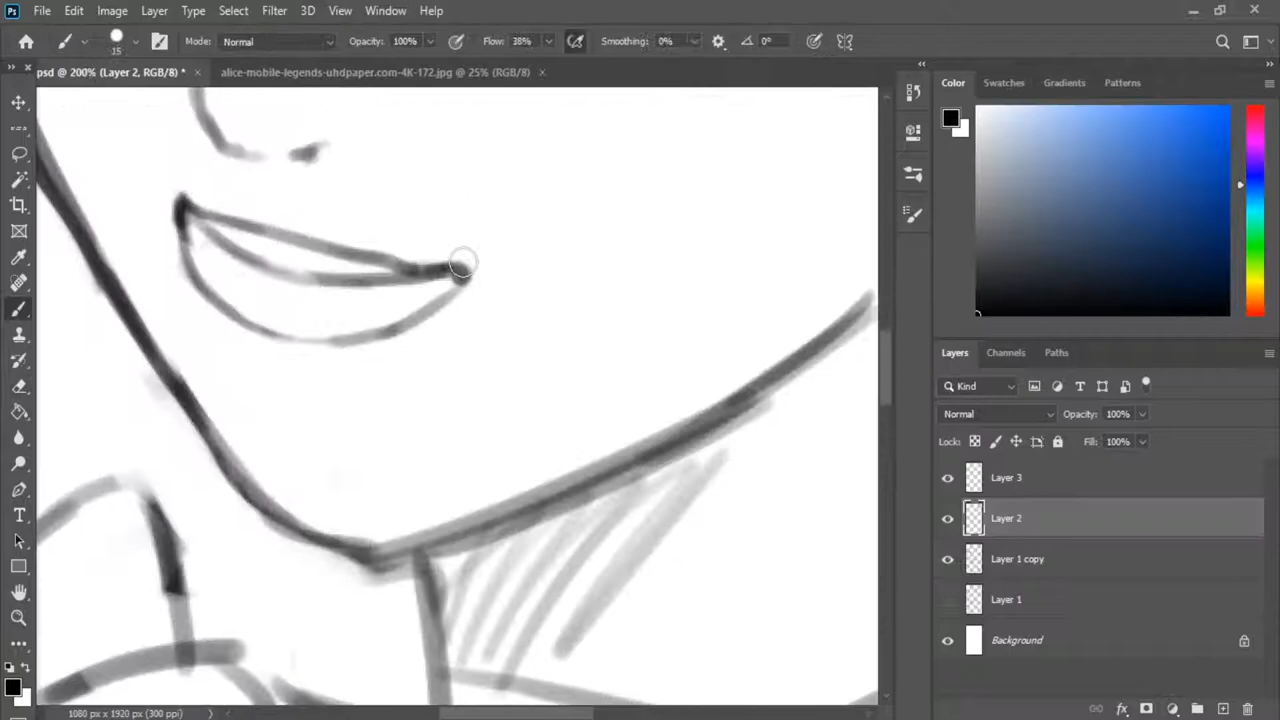 Ps File Edit Image Layer Type Select Filter 3D View Window Help
15 Mode: Normal Opacity: 100% Flow: 38% Smoothing: 0% 0°
psd @ 200% (Layer 2, RGB/8) * alice-mobile-legends-uhdpaper.com-4K-172.jpg @ 25% (RGB/8)
Color Swatches Gradients Patterns
Layers Channels Paths
Kind
Normal Opacity: 100%
Lock: Fill: 100%
Layer 3
Layer 2
Layer 1 copy
Layer 1
Background
1080 px x 1920 px (300 ppi)